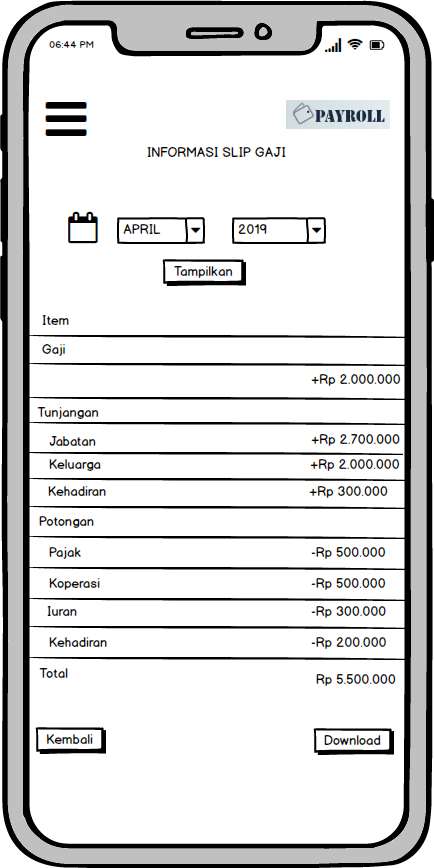 06:44 PM
PAYROLL
INFORMASI SLIP GAJI
APRIL 2019
Tampilkan
Item
Gaji
+Rp 2.000.000
Tunjangan
Jabatan +Rp 2.700.000
Keluarga +Rp 2.000.000
Kehadiran +Rp 300.000
Potongan
Pajak -Rp 500.000
Koperasi -Rp 500.000
Iuran -Rp 300.000
Kehadiran -Rp 200.000
Total Rp 5.500.000
Kembali Download